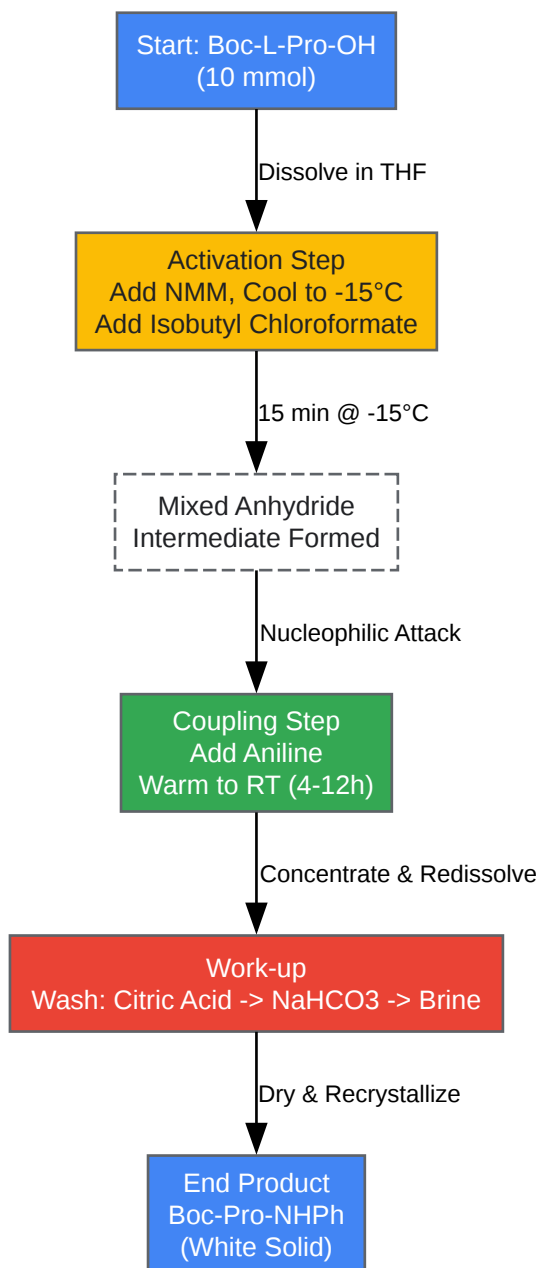 Start: Boc-L-Pro-OH
(10 mmol)
Dissolve in THF
Activation Step
Add NMM, Cool to -15°C
Add Isobutyl Chloroformate
15 min @ -15°C
Mixed Anhydride
Intermediate Formed
Nucleophilic Attack
Coupling Step
Add Aniline
Warm to RT (4-12h)
Concentrate & Redissolve
Work-up
Wash: Citric Acid -> NaHCO3 -> Brine
Dry & Recrystallize
End Product
Boc-Pro-NHPh
(White Solid)